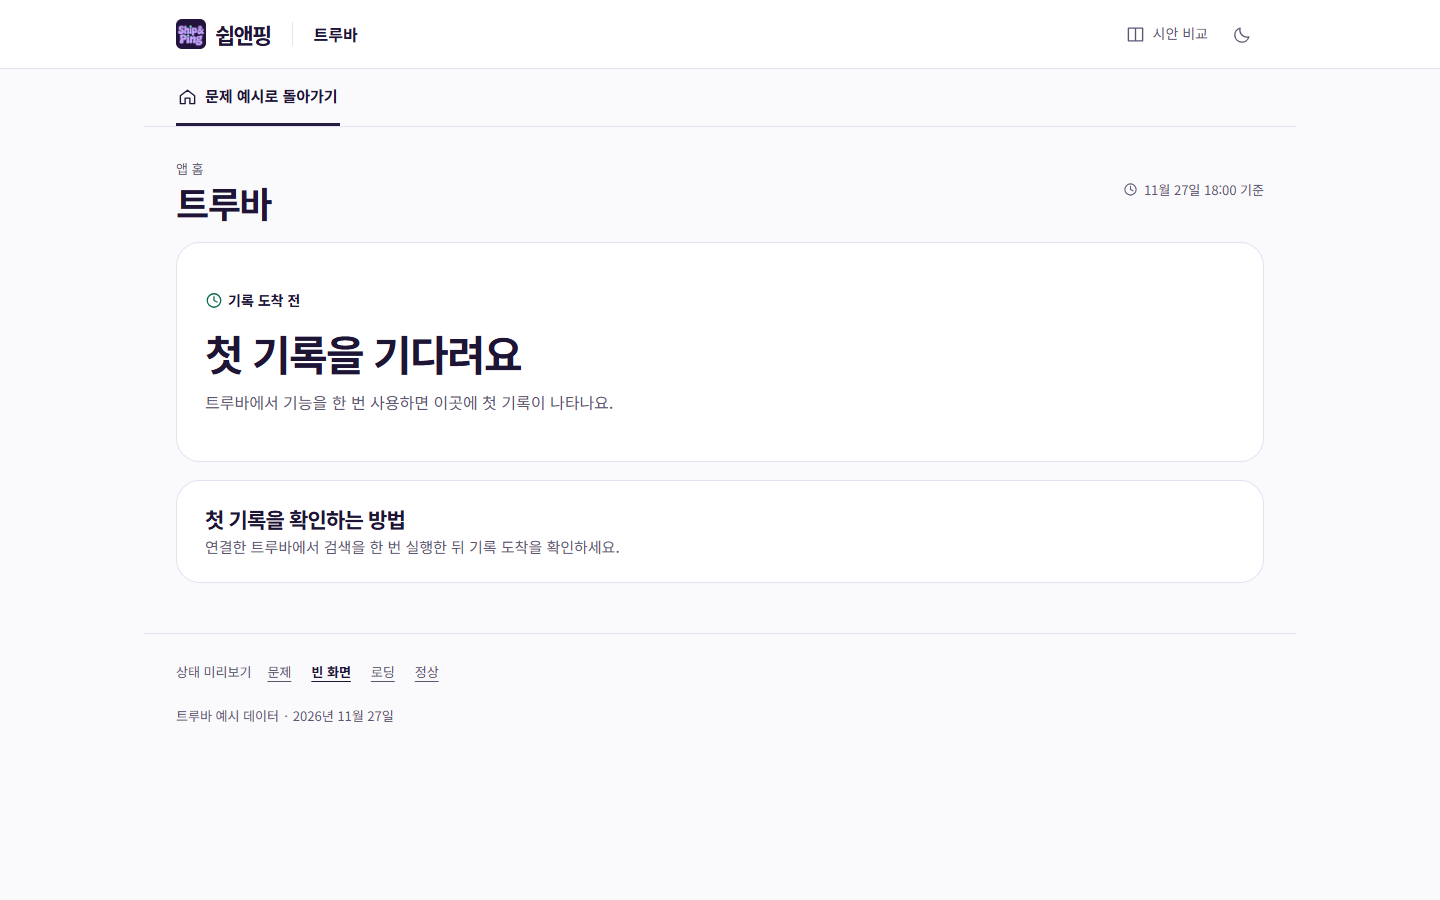 Ship& Ping 쉽앤핑 트루바 시안 비교
문제 예시로 돌아가기
앱 홈
트루바
11월 27일 18:00 기준
기록 도착 전
첫 기록을 기다려요
트루바에서 기능을 한 번 사용하면 이곳에 첫 기록이 나타나요.
첫 기록을 확인하는 방법
연결한 트루바에서 검색을 한 번 실행한 뒤 기록 도착을 확인하세요.
상태 미리보기 문제 빈 화면 로딩 정상
트루바 예시 데이터 · 2026년 11월 27일